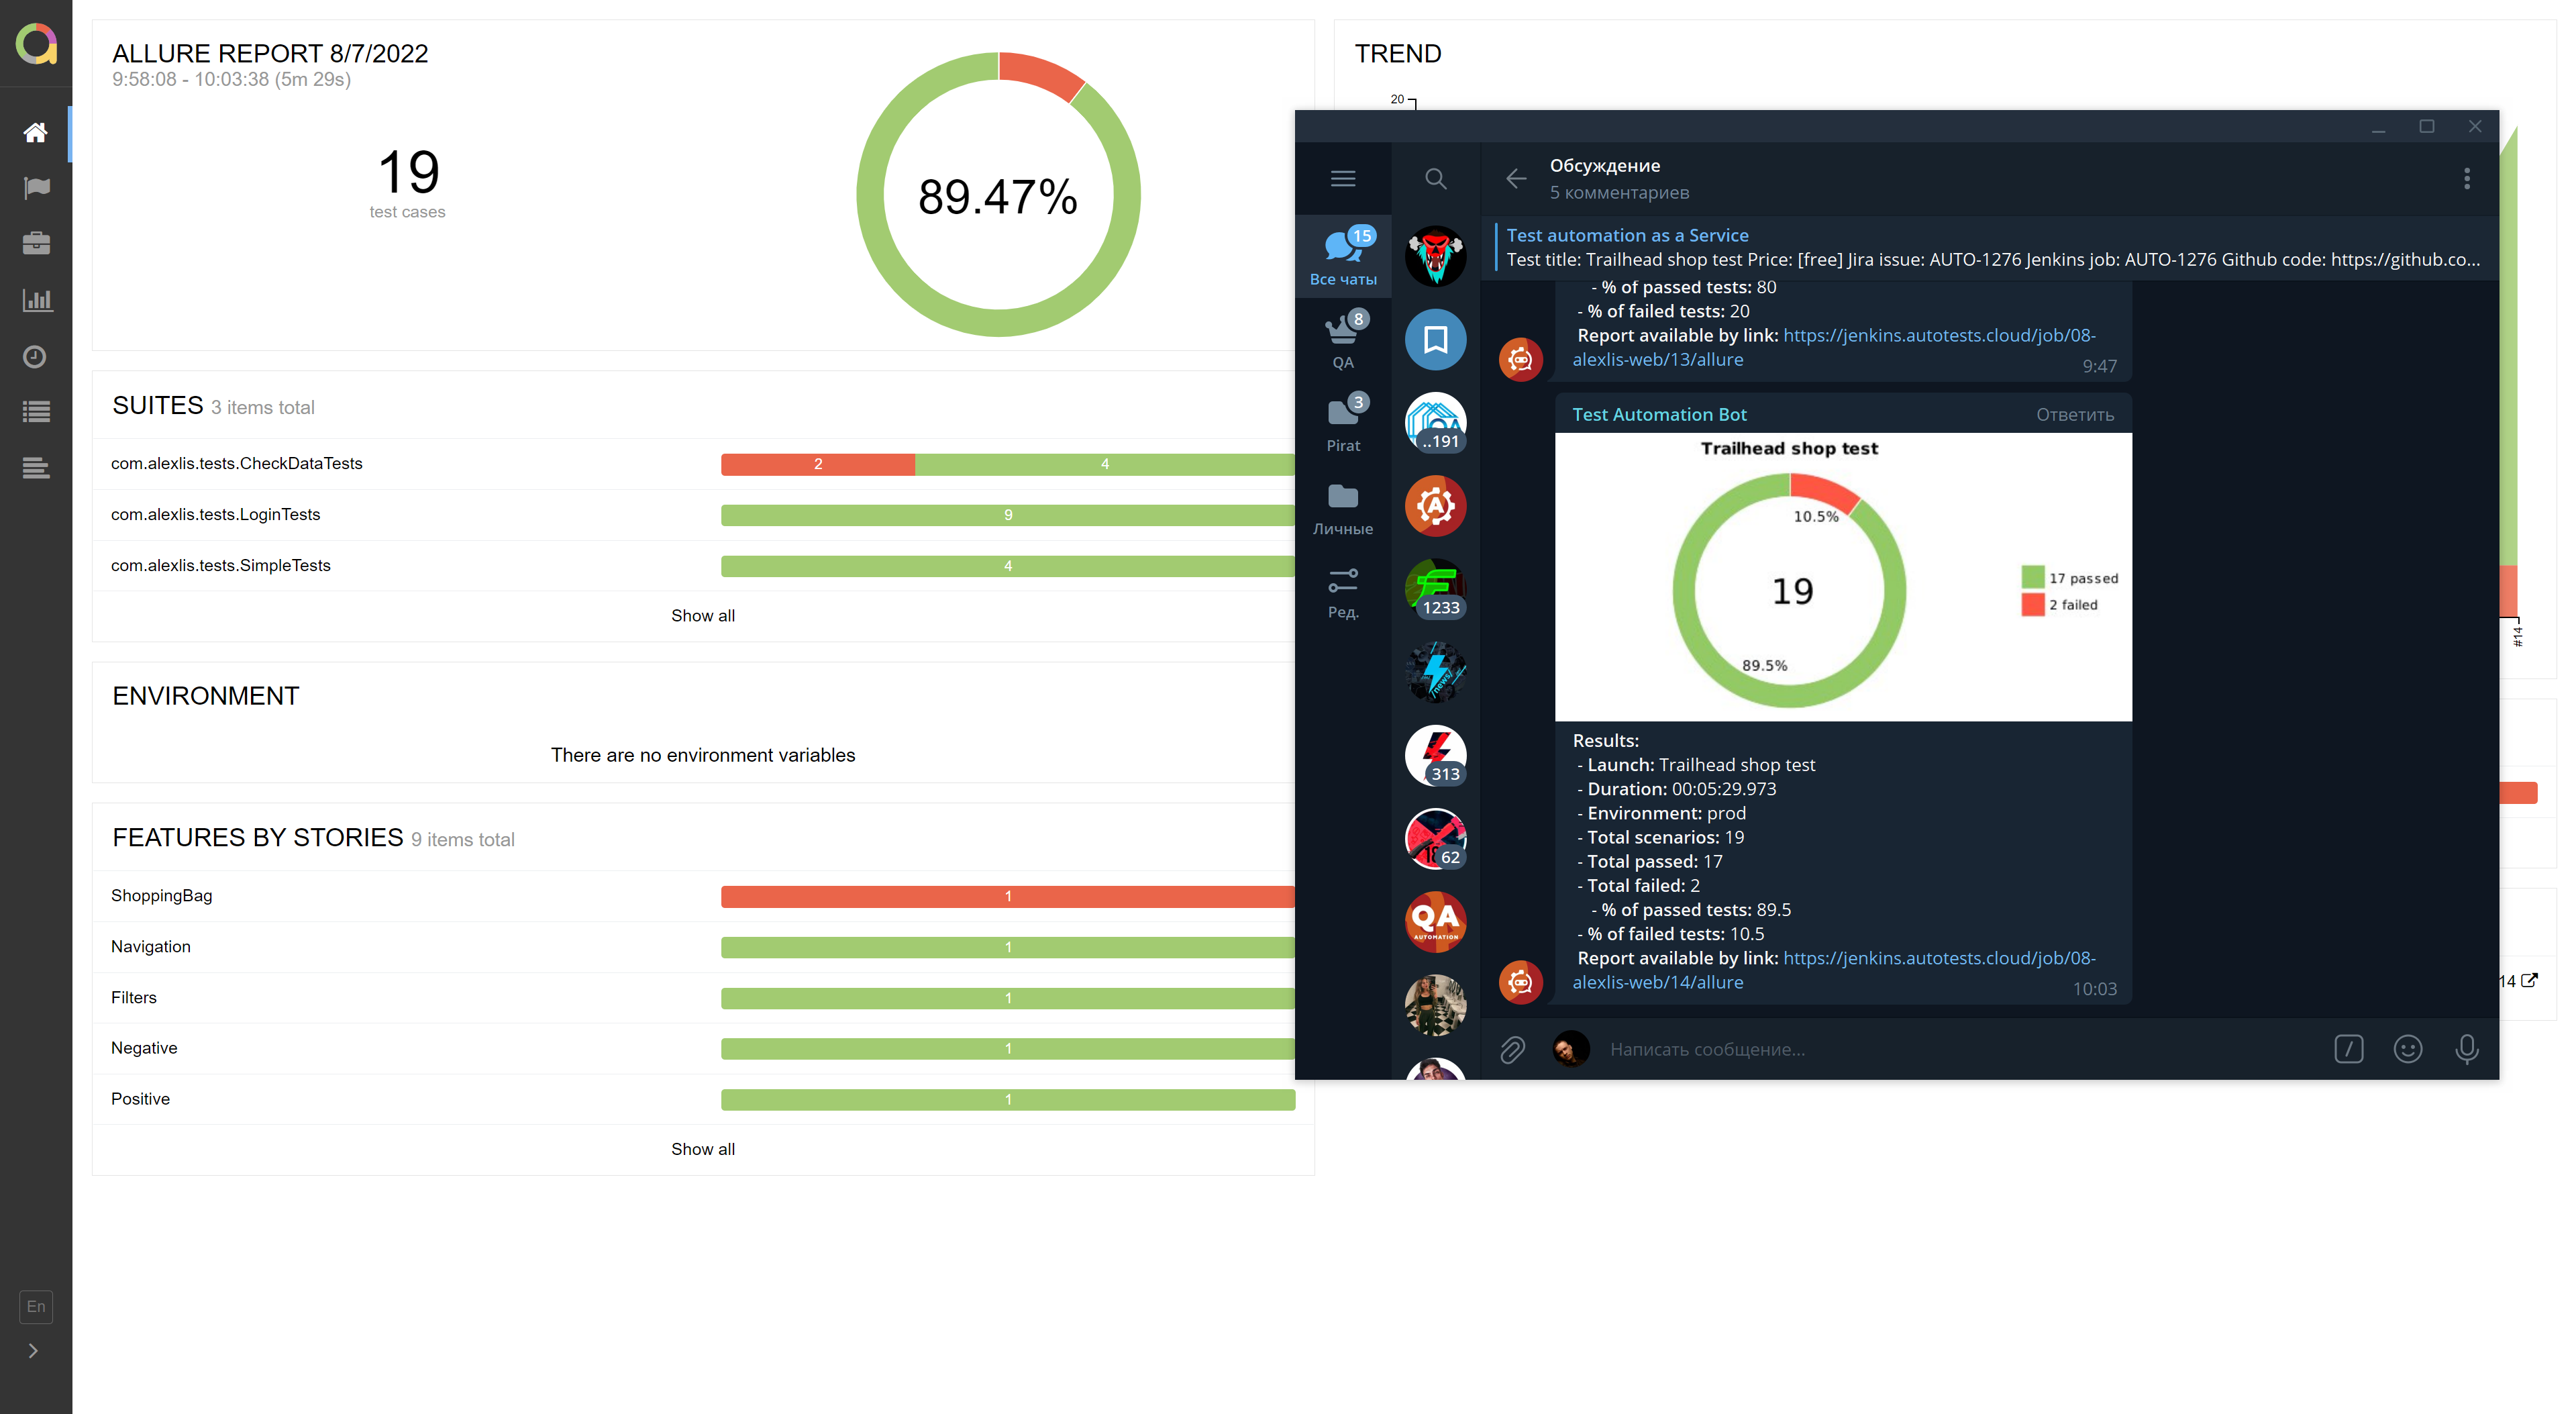 ALLURE REPORT 8/7/2022
9:58:08 - 10:03:38 (5m 29s)
19
test cases
89.47%
SUITES 3 items total
com.alexlis.tests.CheckDataTests
2
4
com.alexlis.tests.LoginTests
9
com.alexlis.tests.SimpleTests
4
Show all
ENVIRONMENT
There are no environment variables
FEATURES BY STORIES 9 items total
ShoppingBag
1
Navigation
1
Filters
1
Negative
1
Positive
1
Show all
En
TREND
20
#14
14
15
Все чаты
8
QA
3
Pirat
Личные
Ред.
..191
1233
news
313
62
QA
AUTOMATION
Обсуждение
5 комментариев
Test automation as a Service
Test title: Trailhead shop test Price: [free] Jira issue: AUTO-1276 Jenkins job: AUTO-1276 Github code: https://github.co...
- % of passed tests: 80
- % of failed tests: 20
Report available by link: https://jenkins.autotests.cloud/job/08-
alexlis-web/13/allure
9:47
Test Automation Bot
Ответить
Trailhead shop test
10.5%
19
89.5%
17 passed
2 failed
Results:
- Launch: Trailhead shop test
- Duration: 00:05:29.973
- Environment: prod
- Total scenarios: 19
- Total passed: 17
- Total failed: 2
- % of passed tests: 89.5
- % of failed tests: 10.5
Report available by link: https://jenkins.autotests.cloud/job/08-
alexlis-web/14/allure
10:03
Написать сообщение...